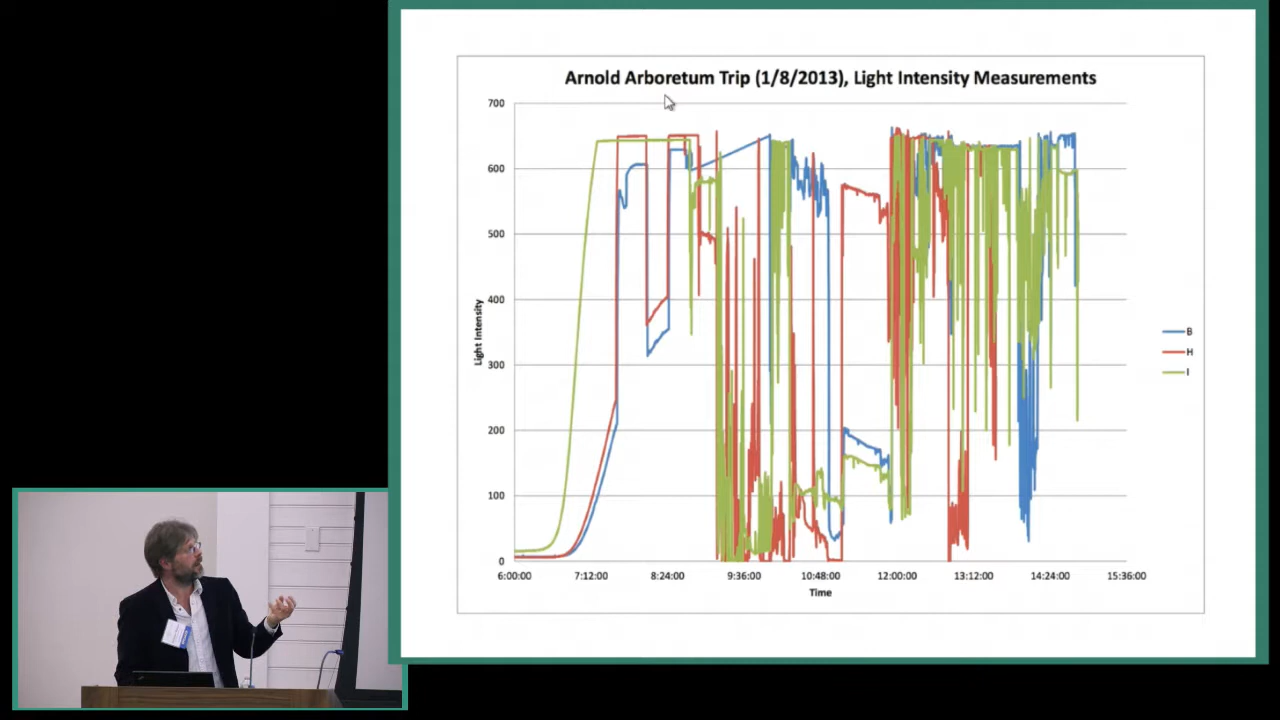 Arnold Arboretum Trip (1/8/2013), Light Intensity Measurements
700
600
500
400
300
200
100
0
Light Intensity
6:00:00 7:12:00 8:24:00 9:36:00 10:48:00 12:00:00 13:12:00 14:24:00 15:36:00
Time
B
H
I